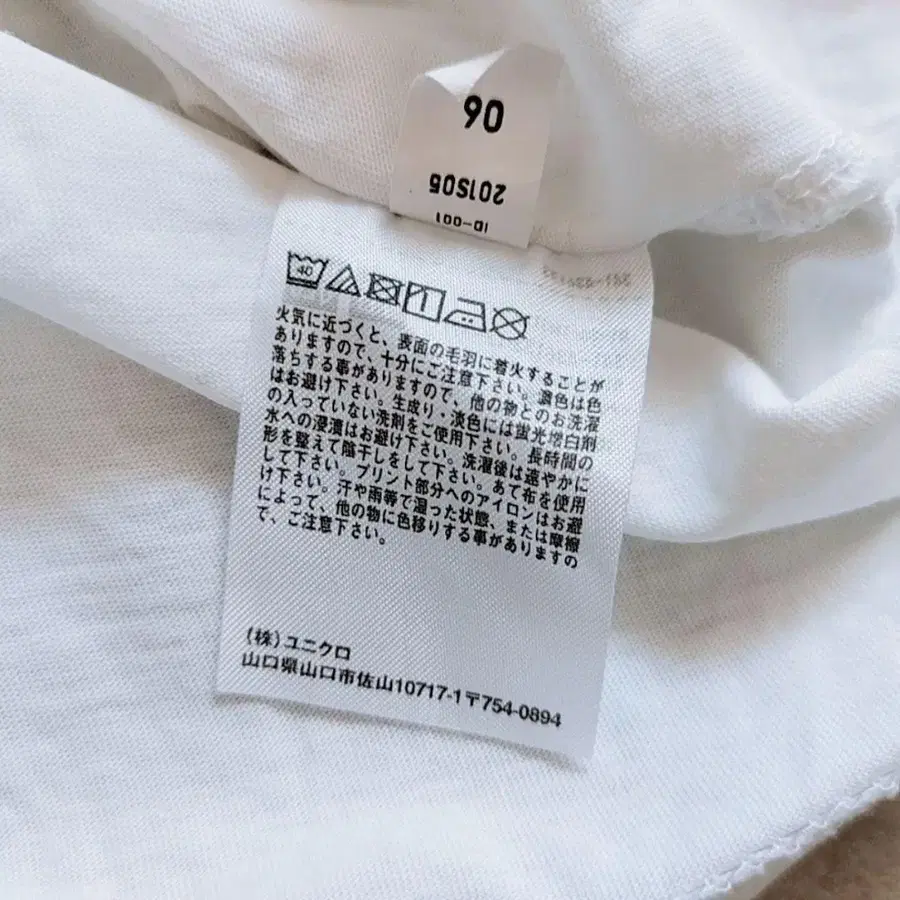 火気に近づくと、表面の毛羽に着火することが
ありますので、十分にご注意下さい。濃色は色
落ちする事がありますので、他の物とのお洗濯
はお避け下さい。生成り・淡色には蛍光増白剤
の入っていない洗剤をご使用下さい。長時間の
水への浸漬はお避け下さい。洗濯後は速やかに
形を整えて陰干しをして下さい。あて布を使用
して下さい。プリント部分へのアイロンはお避
け下さい。汗や雨等で湿った状態、または摩擦
によって、他の物に色移りする事がありますの
で、ご注意下さい。
(株)ユニクロ
山口県山口市佐山10717-1〒754-0894
ID-001
201S05
06
40